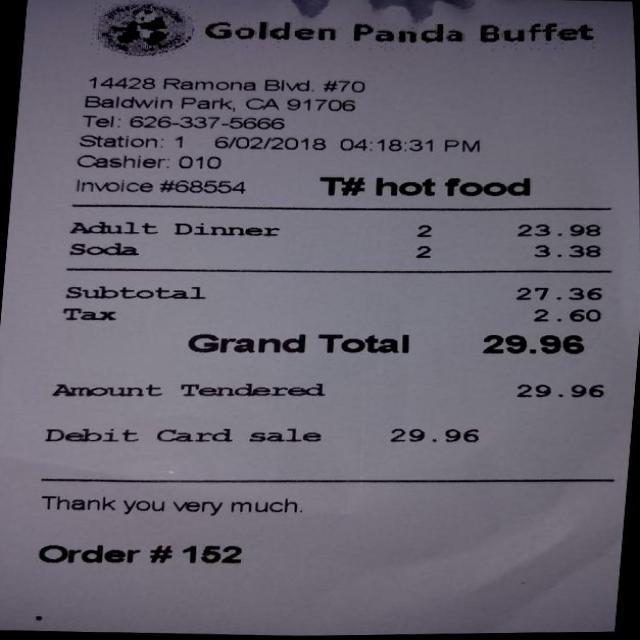 Golden Panda Buffet
14428 Ramona Blvd. #70
Baldwin Park, CA 91706
Tel: 626-337-5666
Station: 1 6/02/2018 04:18:31 PM
Cashier: 010
Invoice #68554 T# hot food
Adult Dinner 2 23.98
Soda 2 3.38
Subtotal 27.36
Tax 2.60
Grand Total 29.96
Amount Tendered 29.96
Debit Card sale 29.96
Thank you very much.
Order # 152